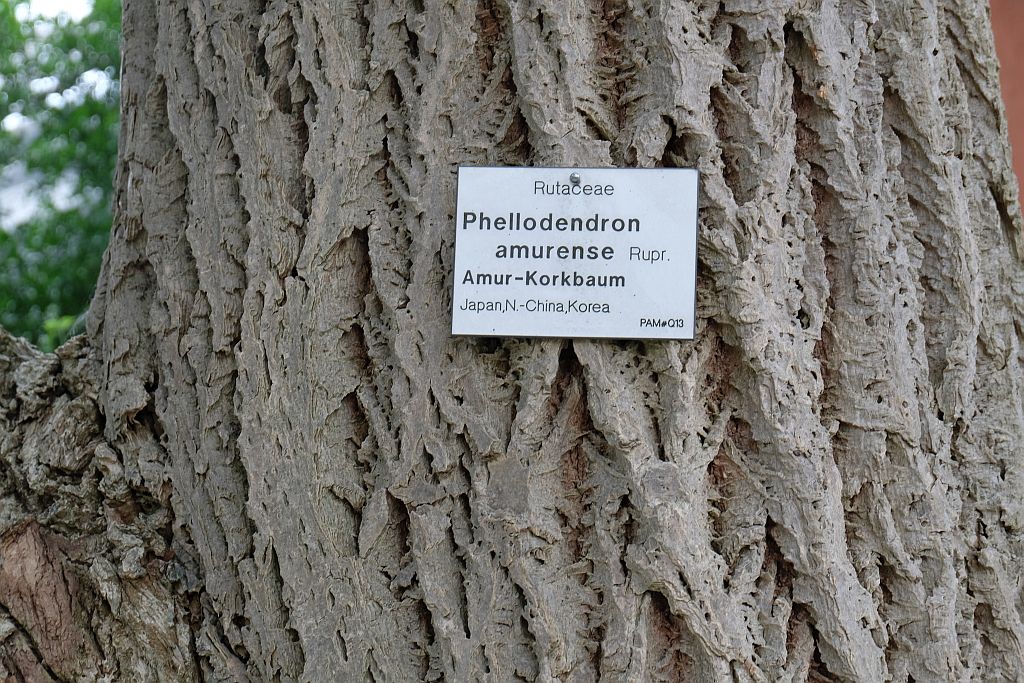 Rutaceae
Phellodendron
amurense Rupr.
Amur-Korkbaum
Japan,N.-China,Korea
PAM#Q13